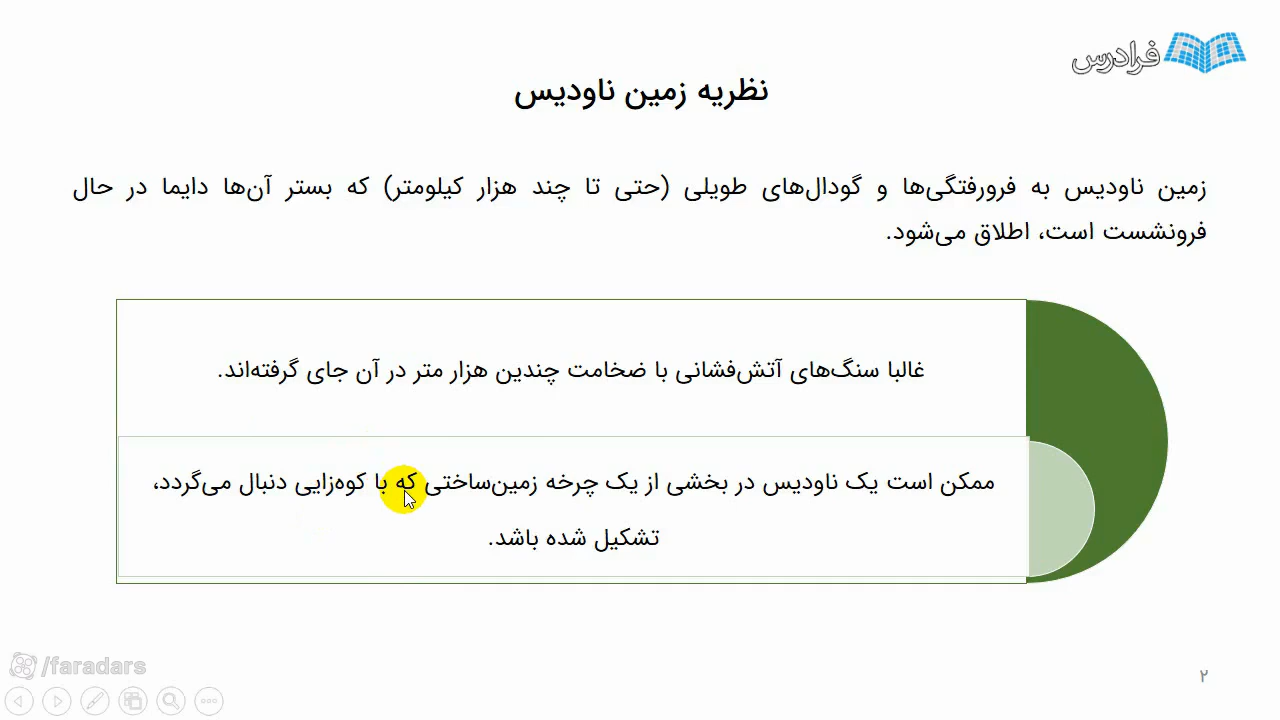 فرادرس
نظریه زمین ناودیس
زمین ناودیس به فرورفتگی‌ها و گودال‌های طویلی (حتی تا چند هزار کیلومتر) که بستر آن‌ها دایما در حال
فرونشست است، اطلاق می‌شود.
غالبا سنگ‌های آتش‌فشانی با ضخامت چندین هزار متر در آن جای گرفته‌اند.
ممکن است یک ناودیس در بخشی از یک چرخه زمین‌ساختی که با کوه‌زایی دنبال می‌گردد،
تشکیل شده باشد.
/faradars
۲